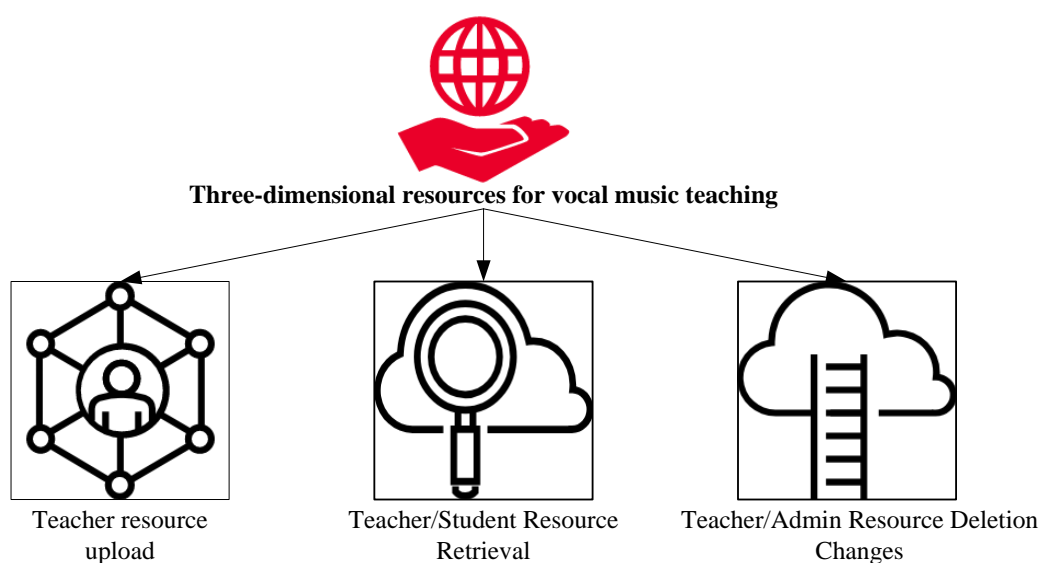 Three-dimensional resources for vocal music teaching
Teacher resource
upload
Teacher/Student Resource
Retrieval
Teacher/Admin Resource Deletion
Changes